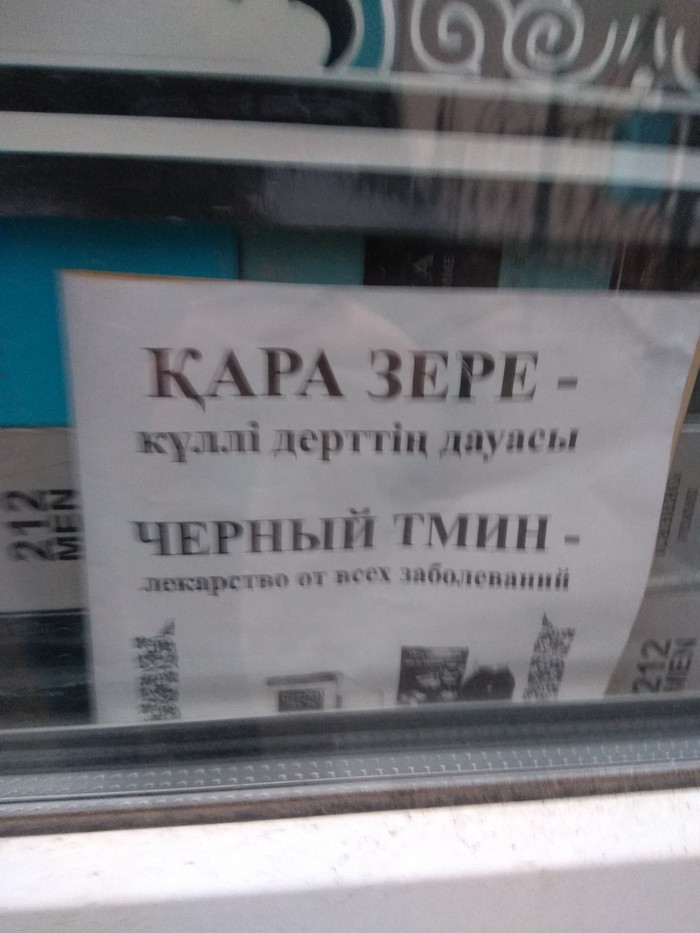 ҚАРА ЗЕРЕ -
күллі дерттің дауасы
ЧЕРНЫЙ ТМИН -
лекарство от всех заболеваний
212
MEN
212
MEN